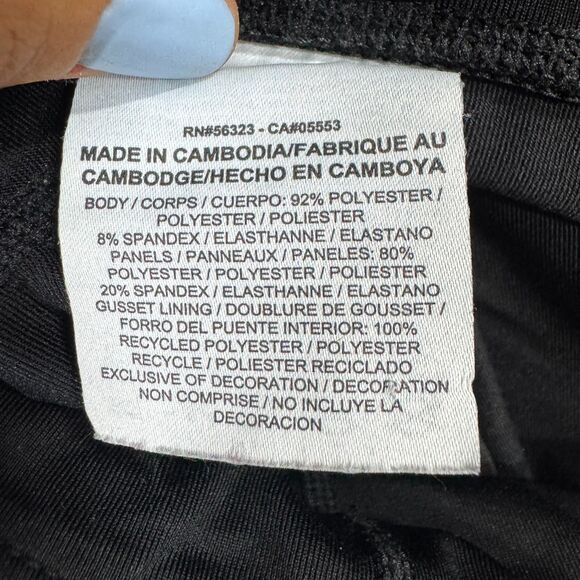 RN#56323 - CA#05553
MADE IN CAMBODIA/FABRIQUE AU
CAMBODGE/HECHO EN CAMBOYA
BODY / CORPS / CUERPO: 92% POLYESTER /
POLYESTER / POLIESTER
8% SPANDEX / ELASTHANNE / ELASTANO
PANELS / PANNEAUX / PANELES: 80%
POLYESTER / POLYESTER / POLIESTER
20% SPANDEX / ELASTHANNE / ELASTANO
GUSSET LINING / DOUBLURE DE GOUSSET /
FORRO DEL PUENTE INTERIOR: 100%
RECYCLED POLYESTER / POLYESTER
RECYCLE / POLIESTER RECICLADO
EXCLUSIVE OF DECORATION / DECORATION
NON COMPRISE / NO INCLUYE LA
DECORACION